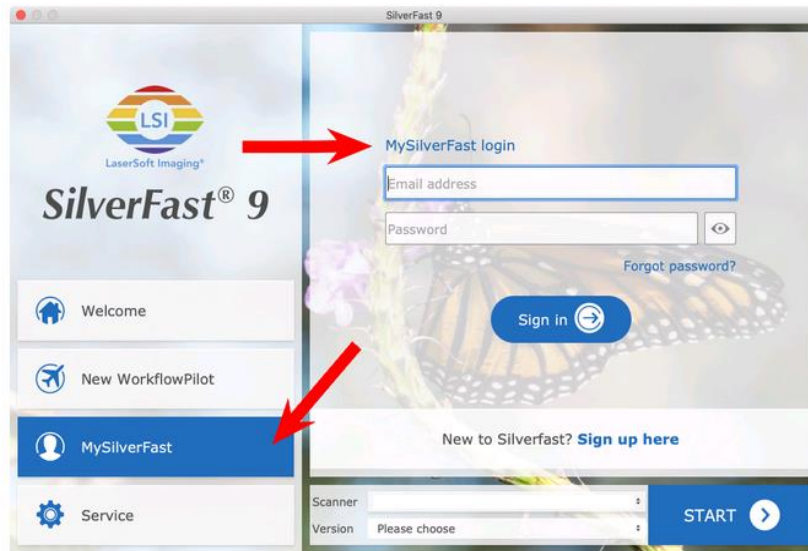 SilverFast 9
LSI
LaserSoft Imaging®
SilverFast® 9
Welcome
New WorkflowPilot
MySilverFast
Service
MySilverFast login
Email address
Password
Forgot password?
Sign in
New to Silverfast? Sign up here
Scanner
Version Please choose
START